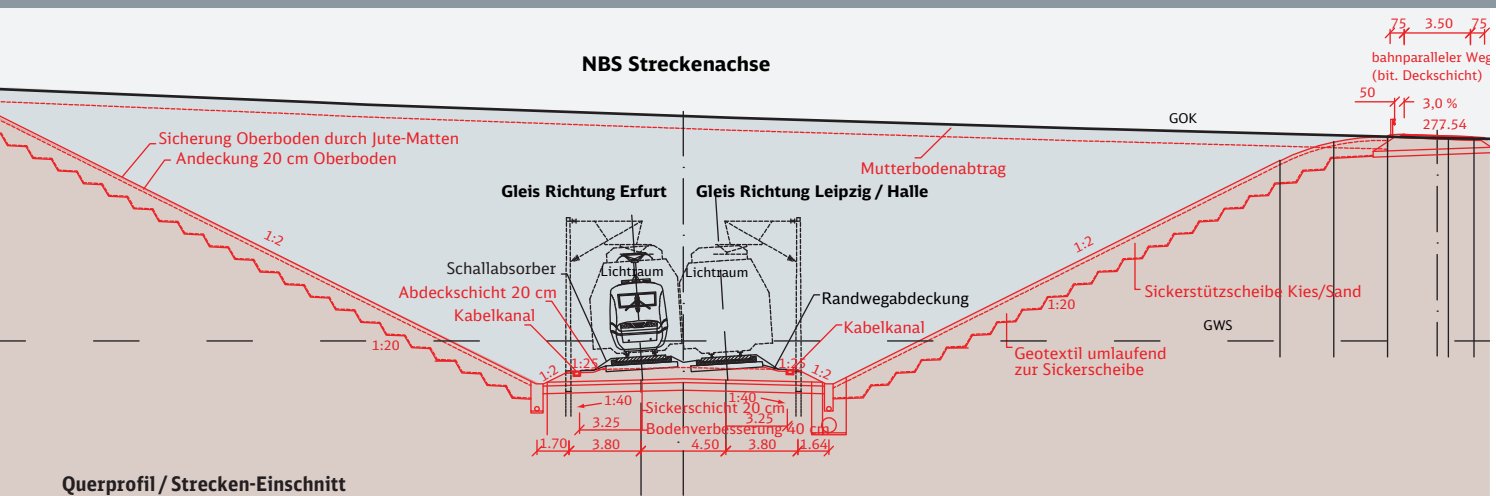 75 3.50 75
NBS Streckenachse
bahnparalleler Weg
(bit. Deckschicht)
50
3,0 %
GOK
277.54
Sicherung Oberboden durch Jute-Matten
Andeckung 20 cm Oberboden
Mutterbodenabtrag
Gleis Richtung Erfurt
Gleis Richtung Leipzig / Halle
1:2
1:2
Schallabsorber
Lichtraum
Lichtraum
Abdeckschicht 20 cm
Randwegabdeckung
Sickerstützscheibe Kies/Sand
Kabelkanal
1:20
Kabelkanal
GWS
1:20
Geotextil umlaufend
zur Sickerscheibe
1:2
1:25
1:25
1:2
1:40
1:40
Sickerschicht 20 cm
3.25
3.25
Bodenverbesserung 40 cm
1.70 3.80 4.50 3.80 1.64
Querprofil / Strecken-Einschnitt